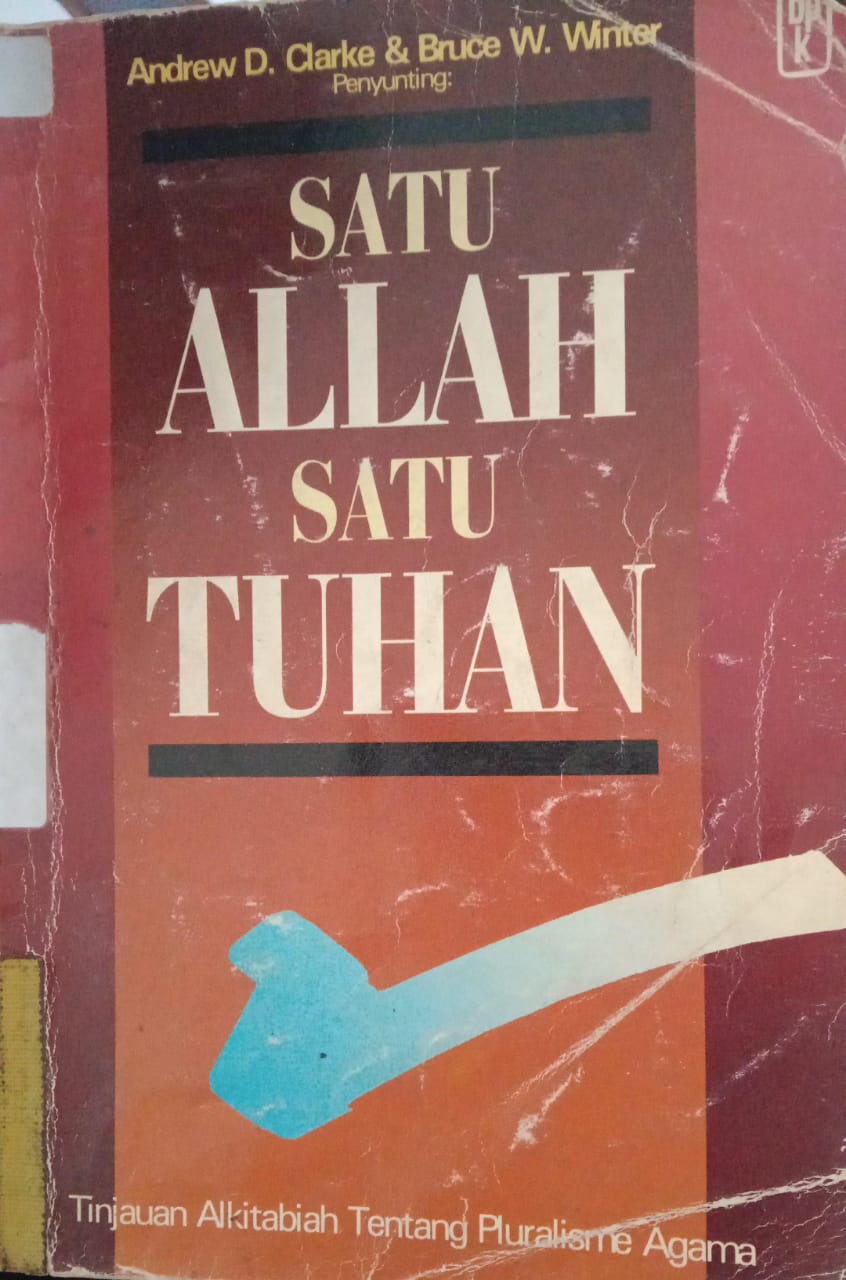 Andrew D. Clarke & Bruce W. Winter
Penyunting:
SATU
ALLAH
SATU
TUHAN
Tinjauan Alkitabiah Tentang Pluralisme Agama